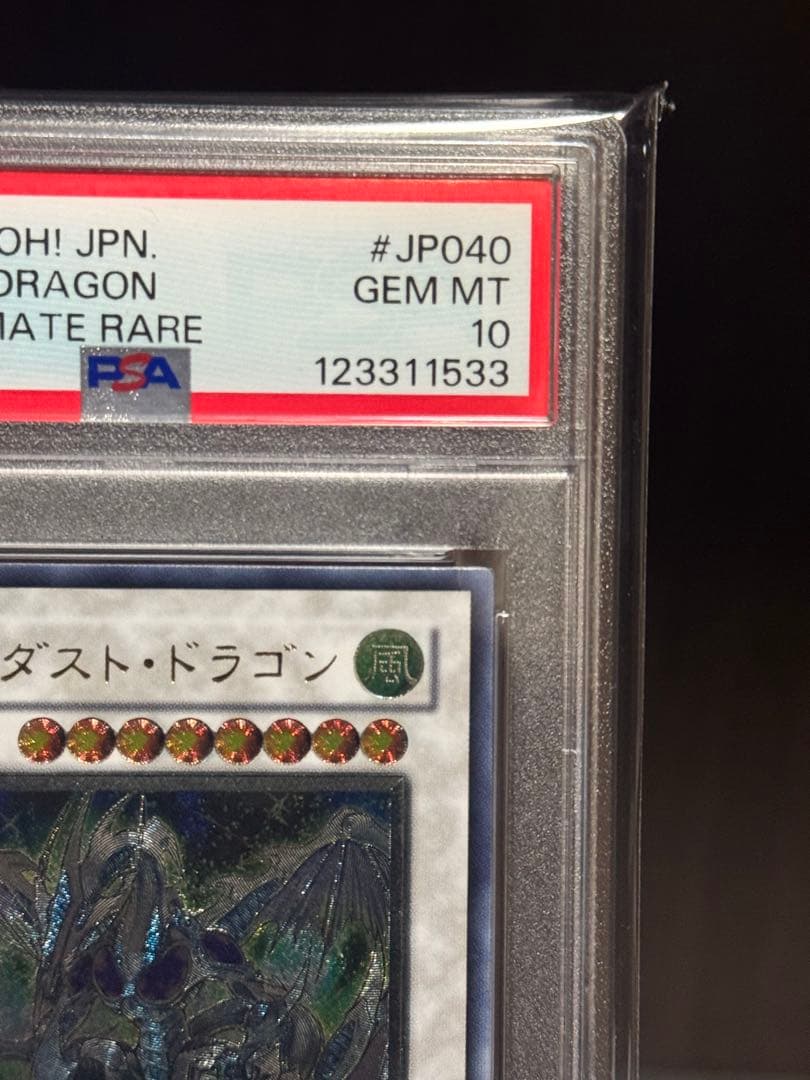 OH! JPN. #JP040
DRAGON GEM MT
MATE RARE 10
PSA 123311533
ダスト・ドラゴン 風